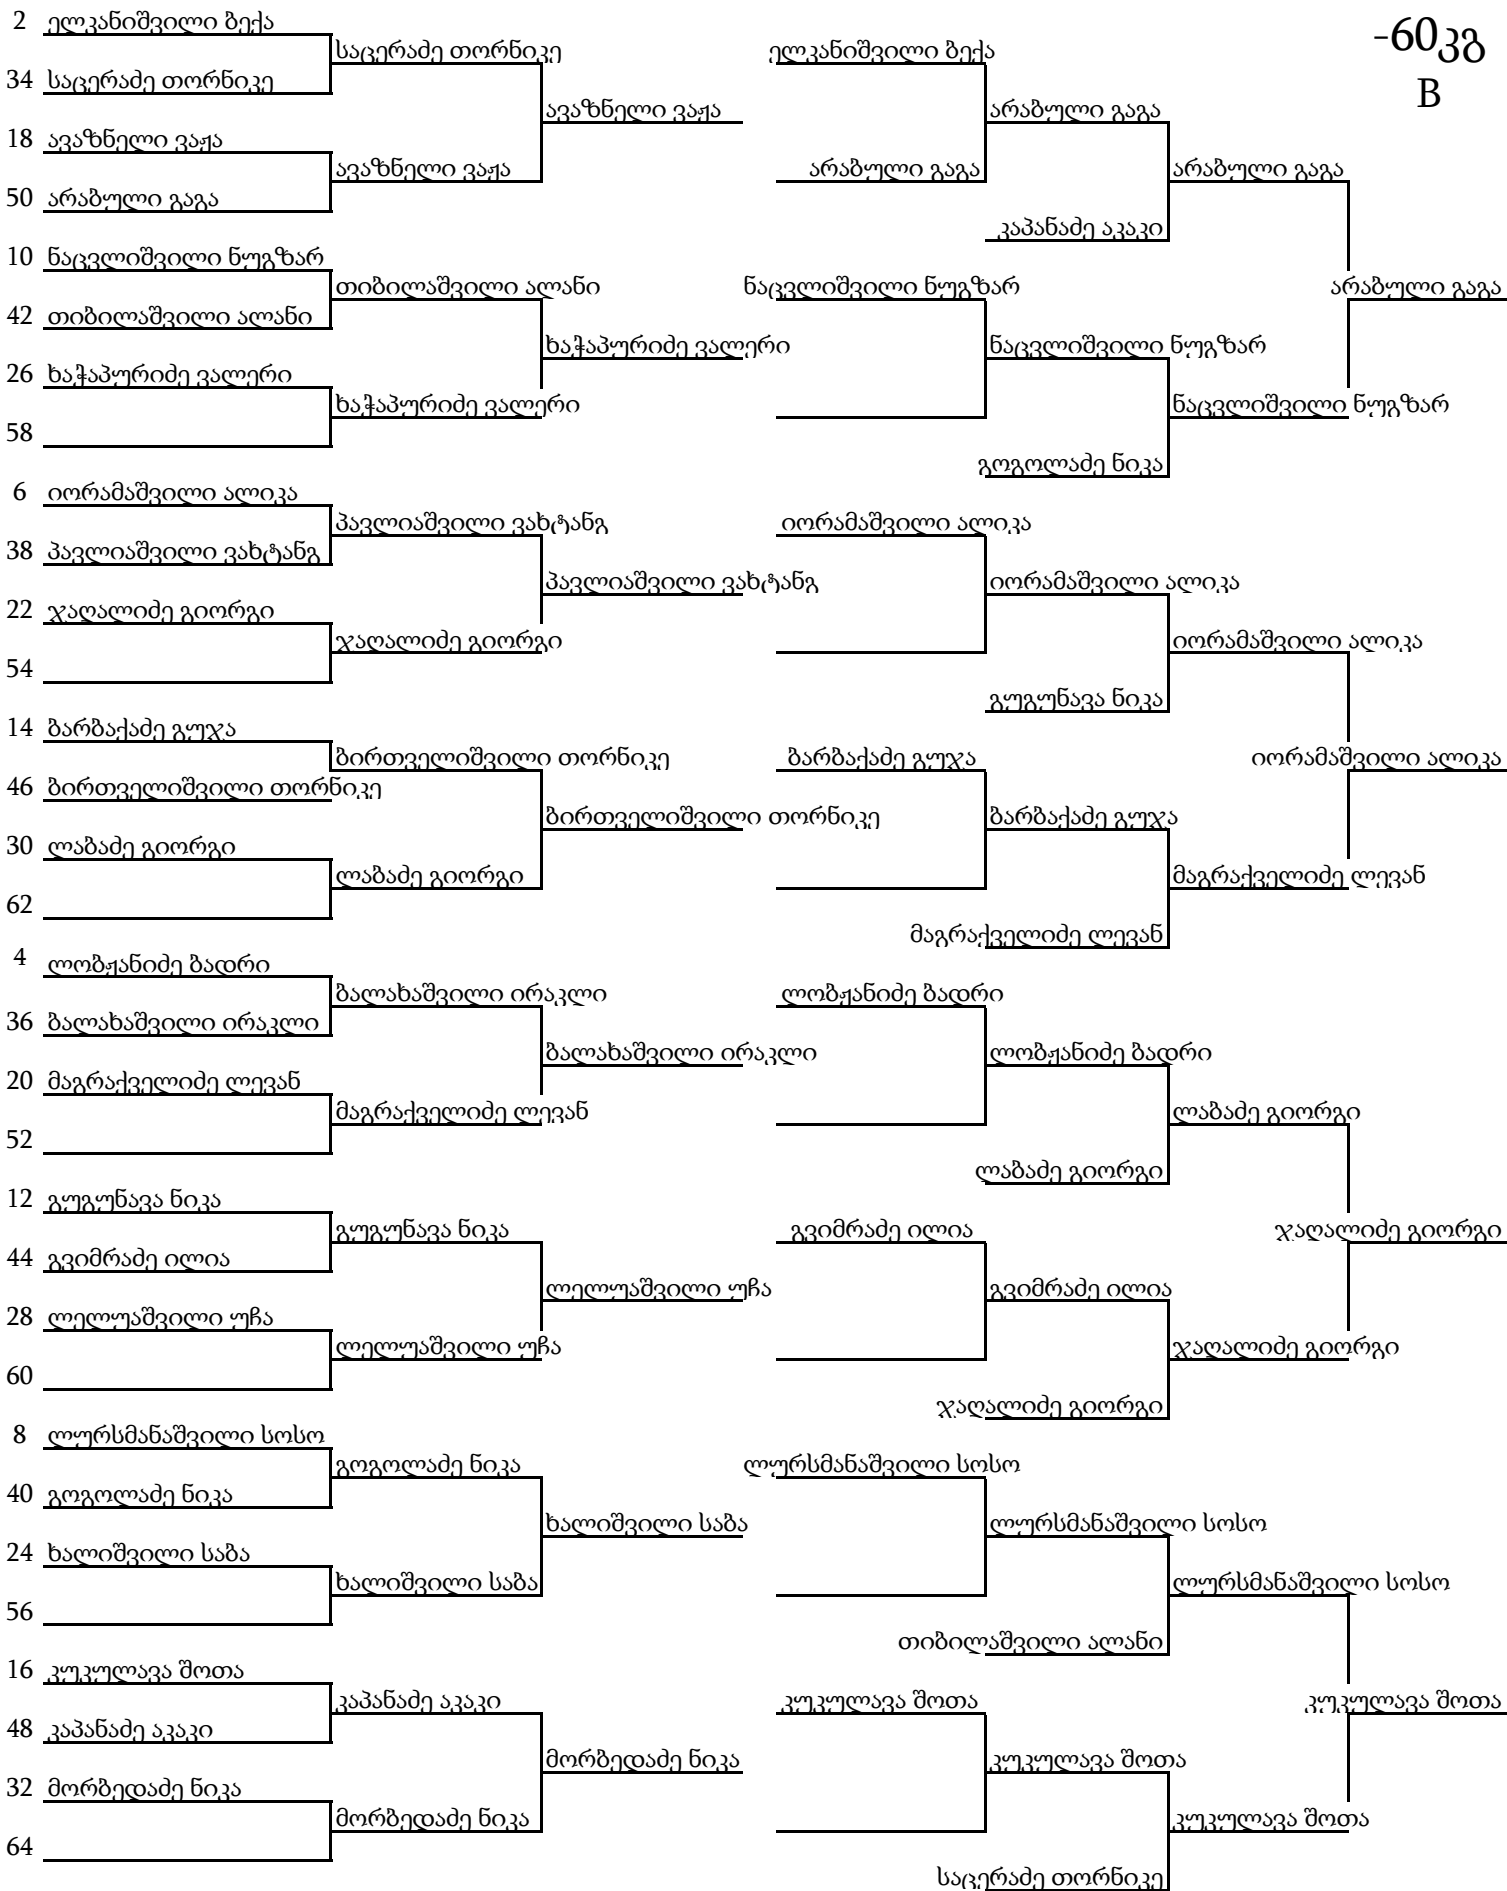 2 ელკანიშვილი ბექა
საცერაძე თორნიკე ელკანიშვილი ბექა -60კგ
34 საცერაძე თორნიკე
B
ავაზნელი ვაჟა არაბული გაგა
18 ავაზნელი ვაჟა
ავაზნელი ვაჟა არაბული გაგა არაბული გაგა
50 არაბული გაგა
კაპანაძე აკაკი
10 ნაცვლიშვილი ნუგზარ
თიბილაშვილი ალანი ნაცვლიშვილი ნუგზარ არაბული გაგა
42 თიბილაშვილი ალანი
ხაჭაპურიძე ვალერი ნაცვლიშვილი ნუგზარ
26 ხაჭაპურიძე ვალერი
ხაჭაპურიძე ვალერი ნაცვლიშვილი ნუგზარ
58
გოგოლაძე ნიკა
6 იორამაშვილი ალიკა
პავლიაშვილი ვახტანგ იორამაშვილი ალიკა
38 პავლიაშვილი ვახტანგ
პავლიაშვილი ვახტანგ იორამაშვილი ალიკა
22 ჯაღალიძე გიორგი
ჯაღალიძე გიორგი იორამაშვილი ალიკა
54
გუგუნავა ნიკა
14 ბარბაქაძე გუჯა
ბირთველიშვილი თორნიკე ბარბაქაძე გუჯა იორამაშვილი ალიკა
46 ბირთველიშვილი თორნიკე
ბირთველიშვილი თორნიკე ბარბაქაძე გუჯა
30 ლაბაძე გიორგი
ლაბაძე გიორგი მაგრაქველიძე ლევან
62
მაგრაქველიძე ლევან
4 ლობჟანიძე ბადრი
ბალახაშვილი ირაკლი ლობჟანიძე ბადრი
36 ბალახაშვილი ირაკლი
ბალახაშვილი ირაკლი ლობჟანიძე ბადრი
20 მაგრაქველიძე ლევან
მაგრაქველიძე ლევან ლაბაძე გიორგი
52
ლაბაძე გიორგი
12 გუგუნავა ნიკა
გუგუნავა ნიკა გვიმრაძე ილია ჯაღალიძე გიორგი
44 გვიმრაძე ილია
ლელუაშვილი უჩა გვიმრაძე ილია
28 ლელუაშვილი უჩა
ლელუაშვილი უჩა ჯაღალიძე გიორგი
60
ჯაღალიძე გიორგი
8 ლურსმანაშვილი სოსო
გოგოლაძე ნიკა ლურსმანაშვილი სოსო
40 გოგოლაძე ნიკა
ხალიშვილი საბა ლურსმანაშვილი სოსო
24 ხალიშვილი საბა
ხალიშვილი საბა ლურსმანაშვილი სოსო
56
თიბილაშვილი ალანი
16 კუკულავა შოთა
კაპანაძე აკაკი კუკულავა შოთა კუკულავა შოთა
48 კაპანაძე აკაკი
მორბედაძე ნიკა კუკულავა შოთა
32 მორბედაძე ნიკა
მორბედაძე ნიკა კუკულავა შოთა
64
საცერაძე თორნიკე